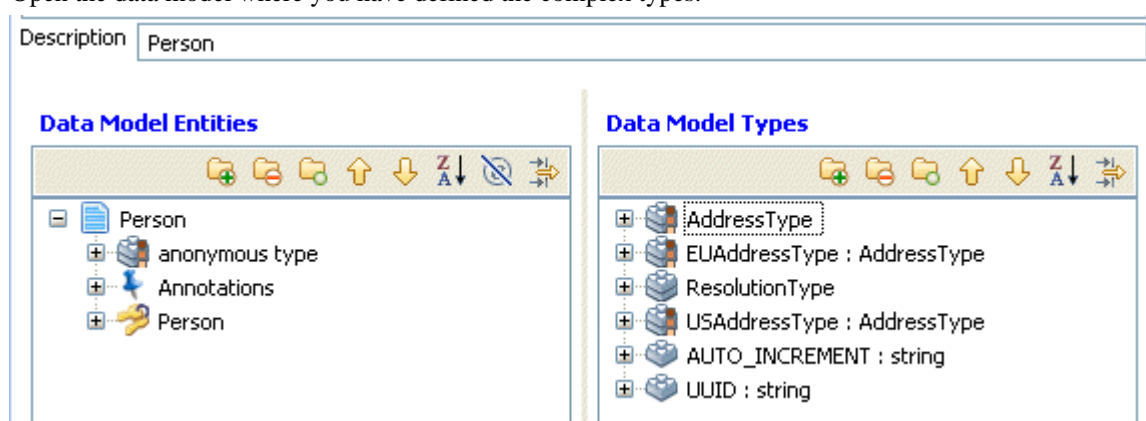 Open the data model where you have defined the complex types.
Description Person
Data Model Entities
Data Model Types
Person
anonymous type
Annotations
Person
AddressType
EUAddressType : AddressType
ResolutionType
USAddressType : AddressType
AUTO_INCREMENT : string
UUID : string